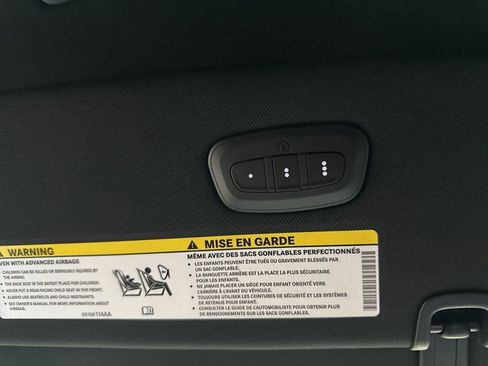 WARNING
EVEN WITH ADVANCED AIRBAGS
CHILDREN CAN BE KILLED OR SERIOUSLY INJURED BY
THE AIRBAG.
• THE BACK SEAT IS THE SAFEST PLACE FOR CHILDREN.
• NEVER PUT A REAR-FACING CHILD SEAT IN THE FRONT.
• ALWAYS USE SEATBELTS AND CHILD RESTRAINTS.
• SEE OWNERS MANUAL FOR MORE INFORMATION ABOUT
AIRBAGS.
MISE EN GARDE
MÊME AVEC DES SACS GONFLABLES PERFECTIONNÉS
• LES ENFANTS PEUVENT ÊTRE TUÉS OU GRAVEMENT BLESSÉS PAR
UN SAC GONFLABLE.
• LA BANQUETTE ARRIÈRE EST LA PLACE LA PLUS SÉCURITAIRE
POUR LES ENFANTS.
• NE JAMAIS PLACER UN SIÈGE POUR ENFANT ORIENTÉ VERS
L'ARRIÈRE À L'AVANT DU VÉHICULE.
• TOUJOURS UTILISER LES CEINTURES DE SÉCURITÉ ET LES SYSTÈMES
DE RETENUE POUR ENFANT.
• CONSULTER LE GUIDE DE L'AUTOMOBILISTE POUR OBTENIR PLUS
DE RENSEIGNEMENTS SUR LES SACS GONFLABLES.